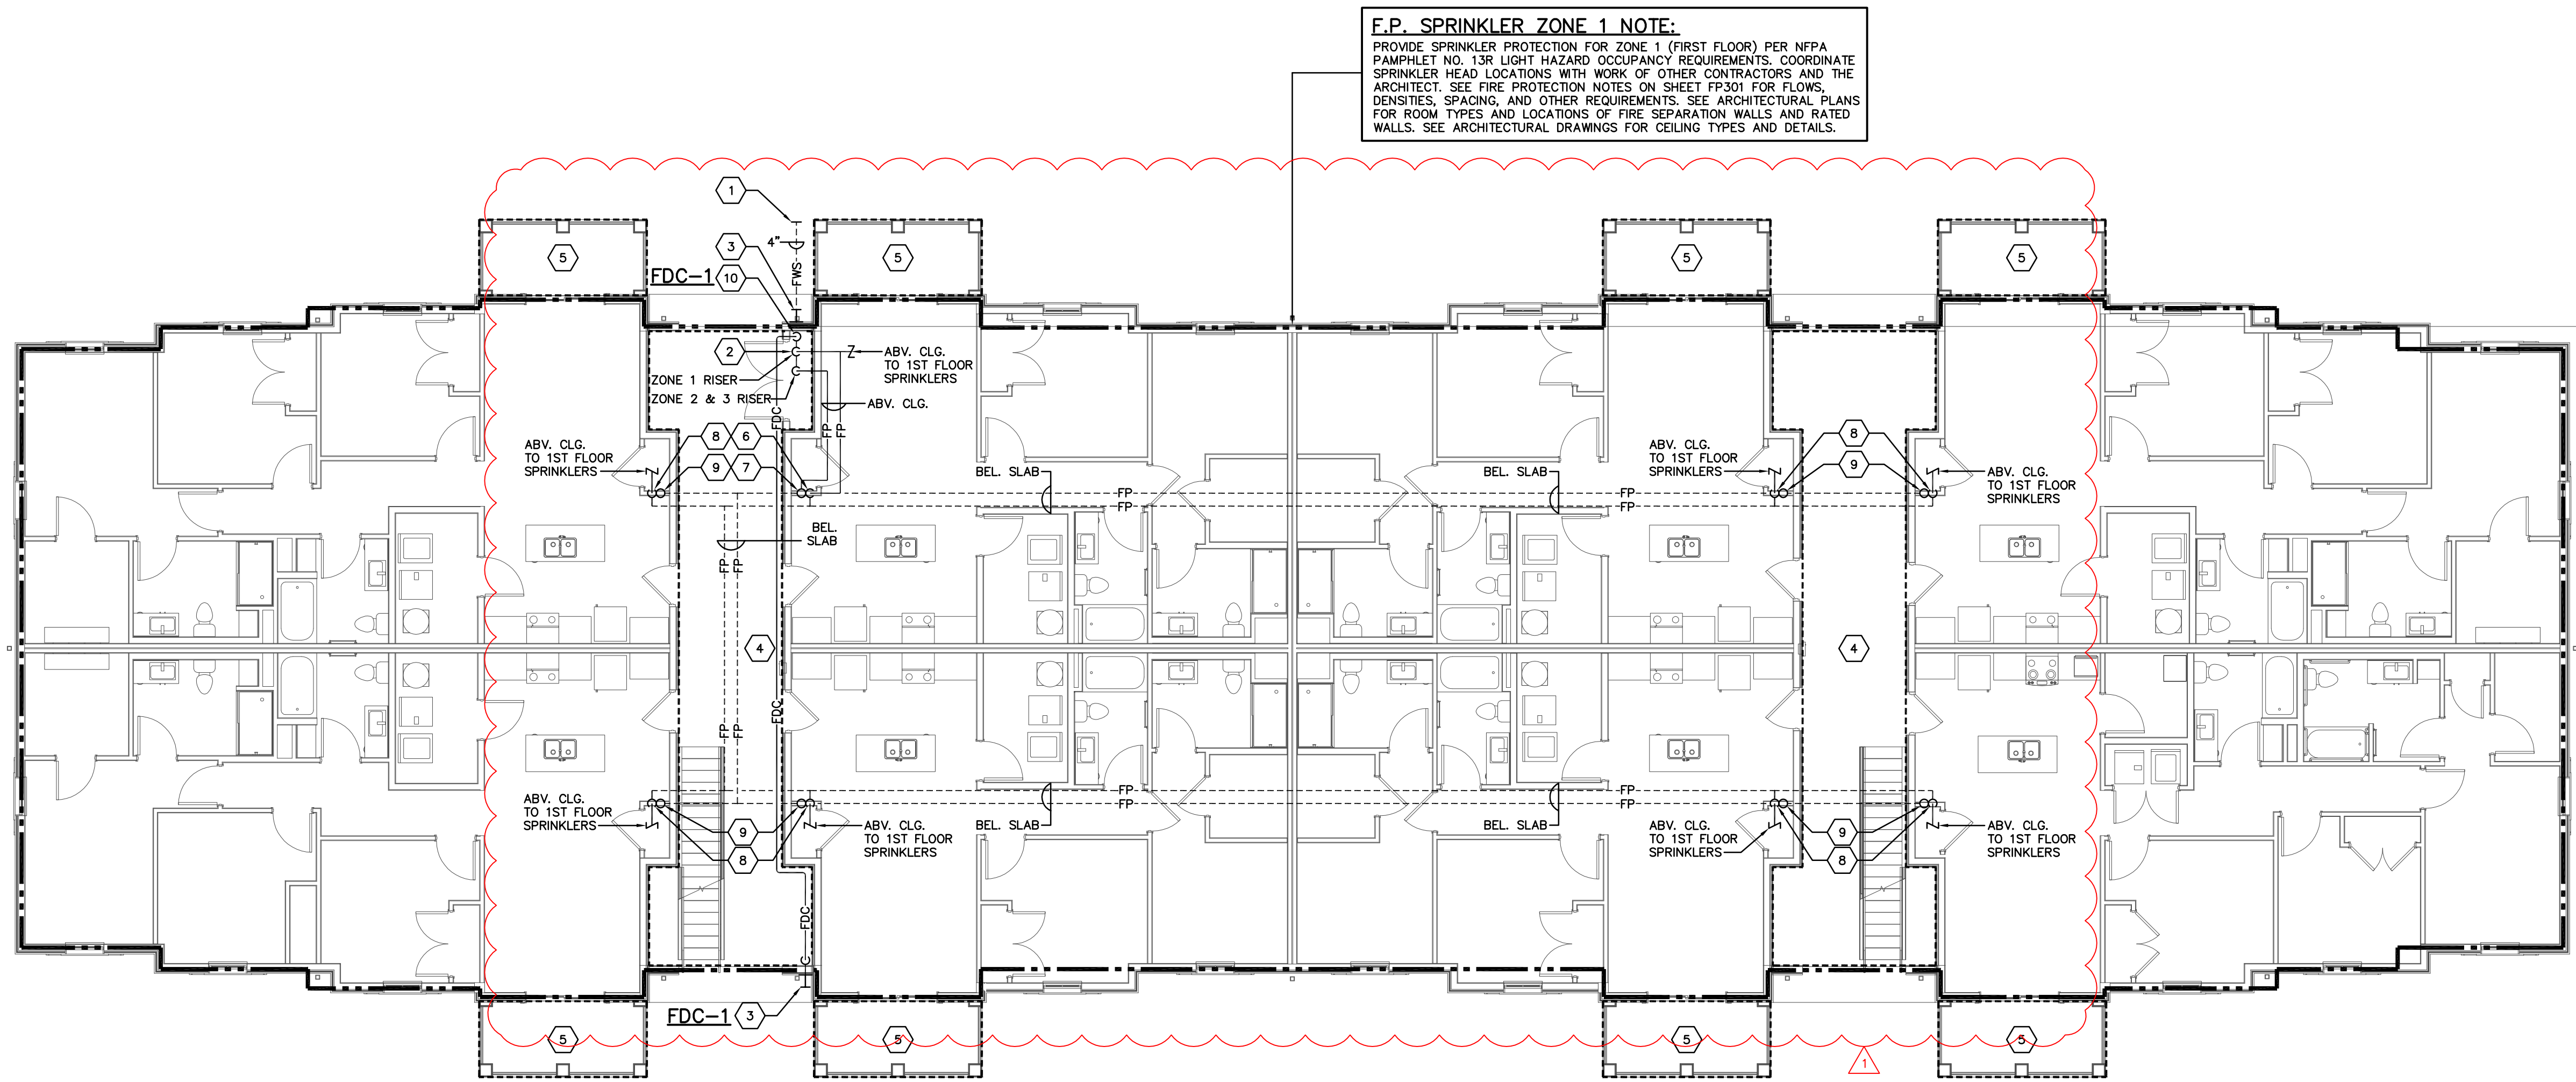 F.P. SPRINKLER ZONE 1 NOTE:
PROVIDE SPRINKLER PROTECTION FOR ZONE 1 (FIRST FLOOR) PER NFPA
PAMPHLET NO. 13R LIGHT HAZARD OCCUPANCY REQUIREMENTS. COORDINATE
SPRINKLER HEAD LOCATIONS WITH WORK OF OTHER CONTRACTORS AND THE
ARCHITECT. SEE FIRE PROTECTION NOTES ON SHEET FP301 FOR FLOWS,
DENSITIES, SPACING, AND OTHER REQUIREMENTS. SEE ARCHITECTURAL PLANS
FOR ROOM TYPES AND LOCATIONS OF FIRE SEPARATION WALLS AND RATED
WALLS. SEE ARCHITECTURAL DRAWINGS FOR CEILING TYPES AND DETAILS.
1
4"
3
FWS
FDC-1
10
5
5
5
5
2
ZONE 1 RISER
ZONE 2 & 3 RISER
ABV. CLG.
TO 1ST FLOOR
SPRINKLERS
ABV. CLG.
FDC
FP
FP
8
6
9
7
ABV. CLG.
TO 1ST FLOOR
SPRINKLERS
BEL. SLAB
FP
FP
BEL. SLAB
FP
FP
ABV. CLG.
TO 1ST FLOOR
SPRINKLERS
8
9
ABV. CLG.
TO 1ST FLOOR
SPRINKLERS
BEL.
SLAB
FP
FP
4
4
FDC
FP
FP
ABV. CLG.
TO 1ST FLOOR
SPRINKLERS
9
8
ABV. CLG.
TO 1ST FLOOR
SPRINKLERS
BEL. SLAB
FP
FP
BEL. SLAB
FP
FP
ABV. CLG.
TO 1ST FLOOR
SPRINKLERS
9
8
ABV. CLG.
TO 1ST FLOOR
SPRINKLERS
FDC
FDC-1
3
5
5
5
5
1